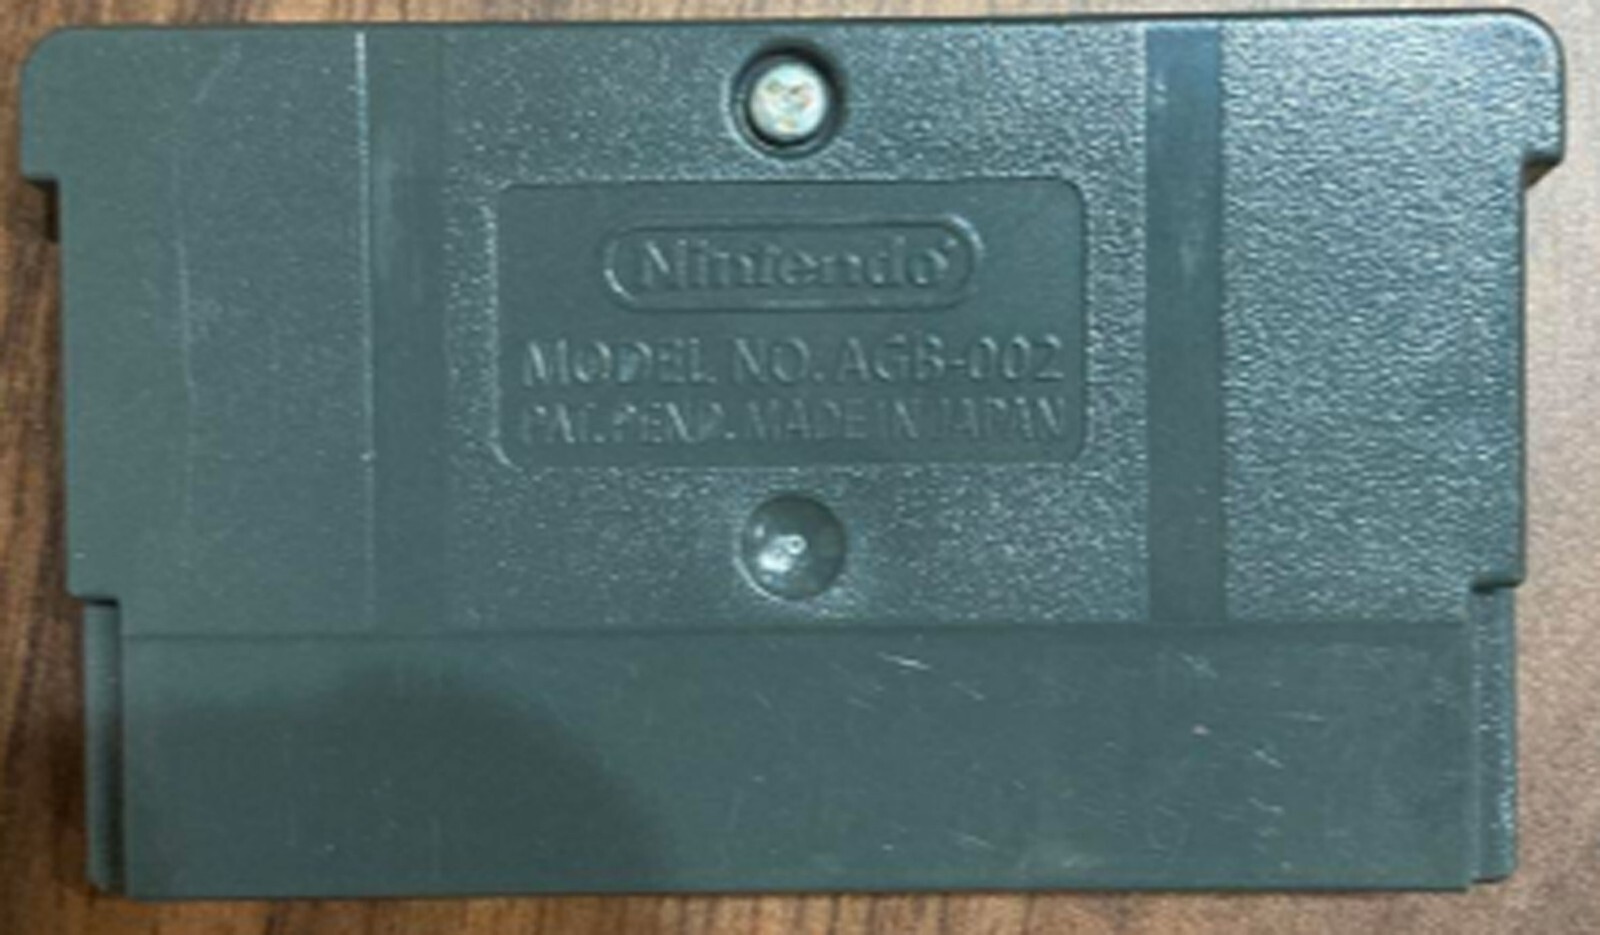 Nintendo®
MODEL NO. AGB-002
PAT. PEND. MADE IN JAPAN